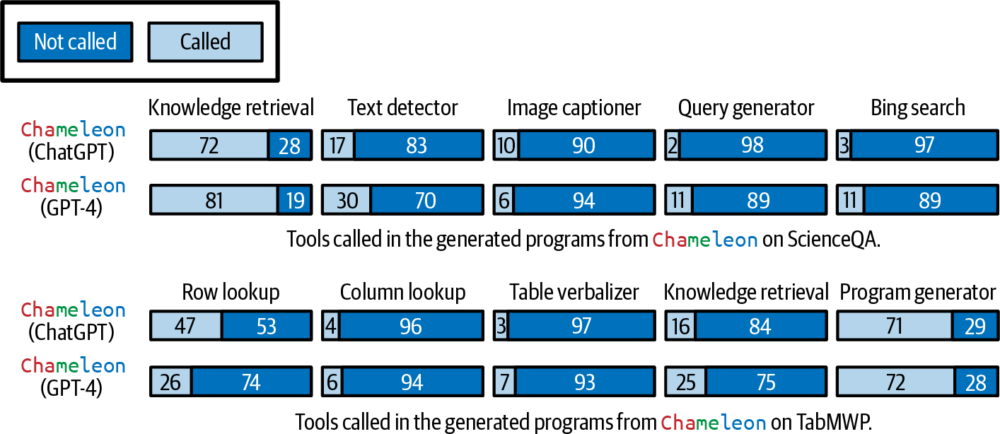 Not called Called
Knowledge retrieval Text detector Image captioner Query generator Bing search
Chameleon
(ChatGPT)
72 28 17 83 10 90 2 98 3 97
Chameleon
(GPT-4)
81 19 30 70 6 94 11 89 11 89
Tools called in the generated programs from Chameleon on ScienceQA.
Row lookup Column lookup Table verbalizer Knowledge retrieval Program generator
Chameleon
(ChatGPT)
47 53 4 96 3 97 16 84 71 29
Chameleon
(GPT-4)
26 74 6 94 7 93 25 75 72 28
Tools called in the generated programs from Chameleon on TabMWP.